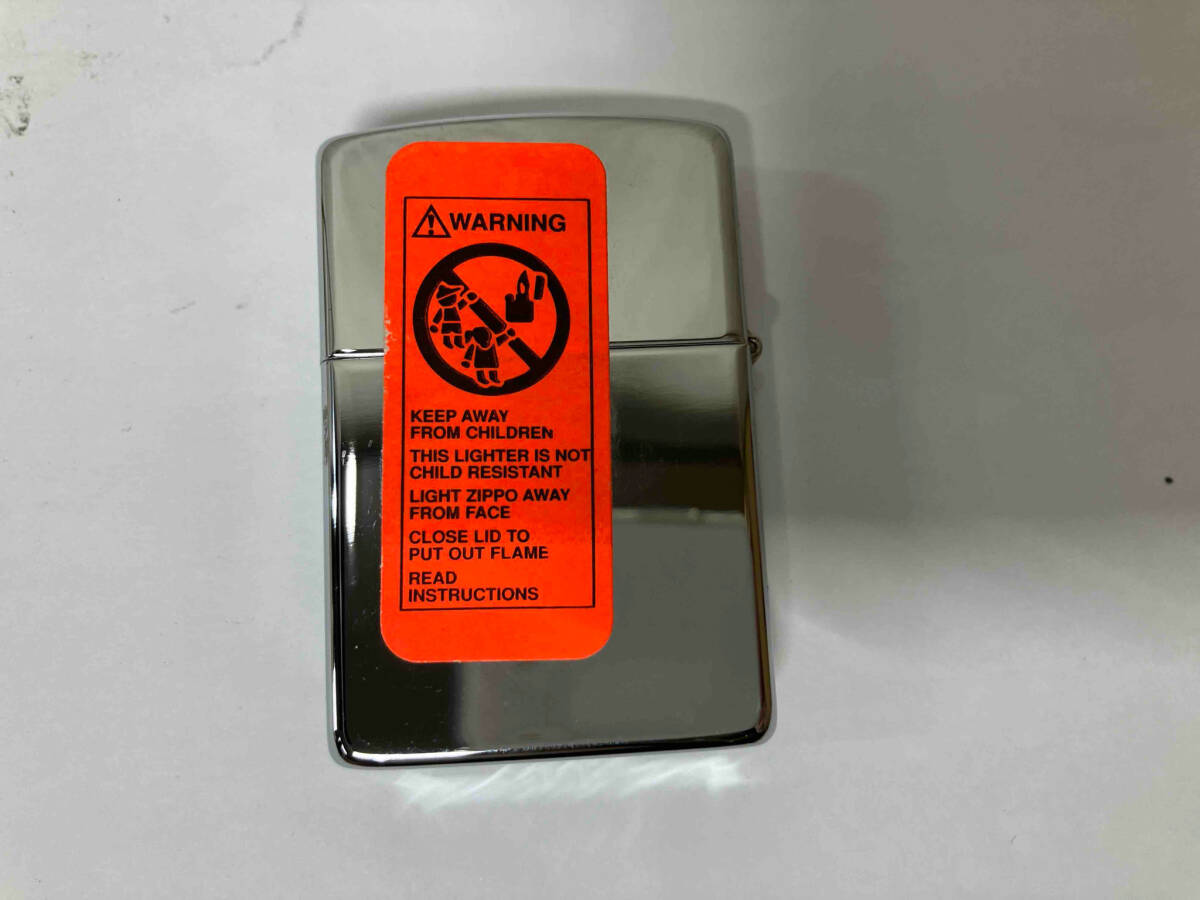 WARNING
KEEP AWAY
FROM CHILDREN
THIS LIGHTER IS NOT
CHILD RESISTANT
LIGHT ZIPPO AWAY
FROM FACE
CLOSE LID TO
PUT OUT FLAME
READ
INSTRUCTIONS